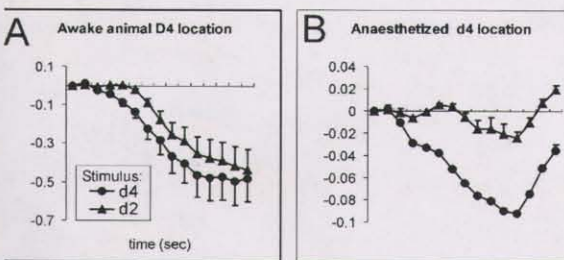 A
Awake animal D4 location
0.1
-0.1
-0.3
-0.5
-0.7
Stimulus:
d4
d2
time (sec)
B
Anaesthetized d4 location
0.04
0.02
0
-0.02
-0.04
-0.06
-0.08
-0.1